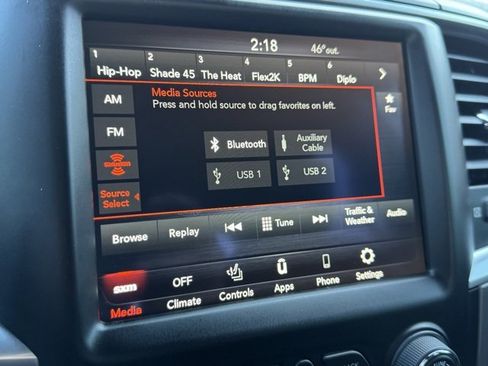 2:18 46° out.
1 2 3 4 5 6
Hip-Hop Shade 45 The Heat Flex2K BPM Diplo
AM
FM
Source
Select
Media Sources
Press and hold source to drag favorites on left.
Bluetooth
Auxiliary
Cable
USB 1
USB 2
Fav
Browse Replay Tune
Traffic &
Weather
Audio
sxm
Media
OFF
Climate
Controls
Apps
Phone
Settings